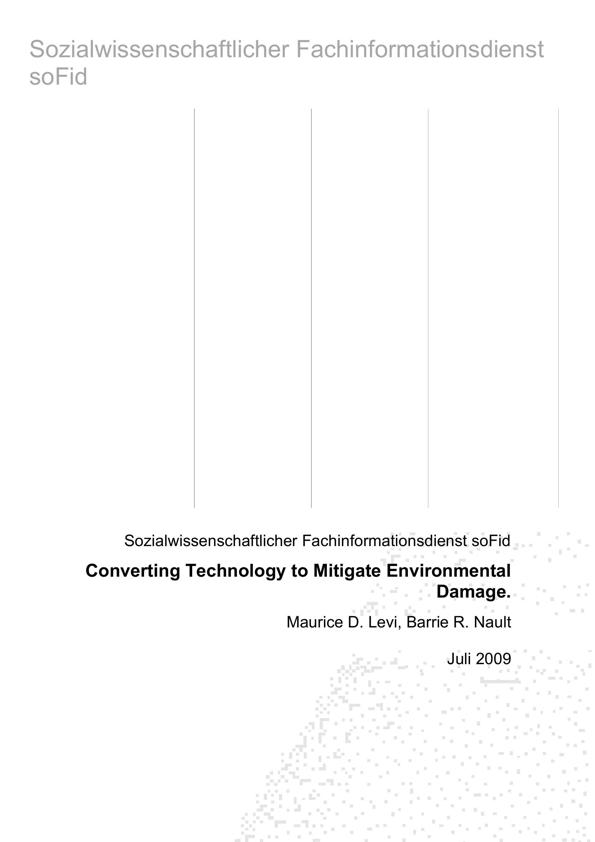 Sozialwissenschaftlicher Fachinformationsdienst
soFid
Sozialwissenschaftlicher Fachinformationsdienst soFid
Converting Technology to Mitigate Environmental
Damage.
Maurice D. Levi, Barrie R. Nault
Juli 2009